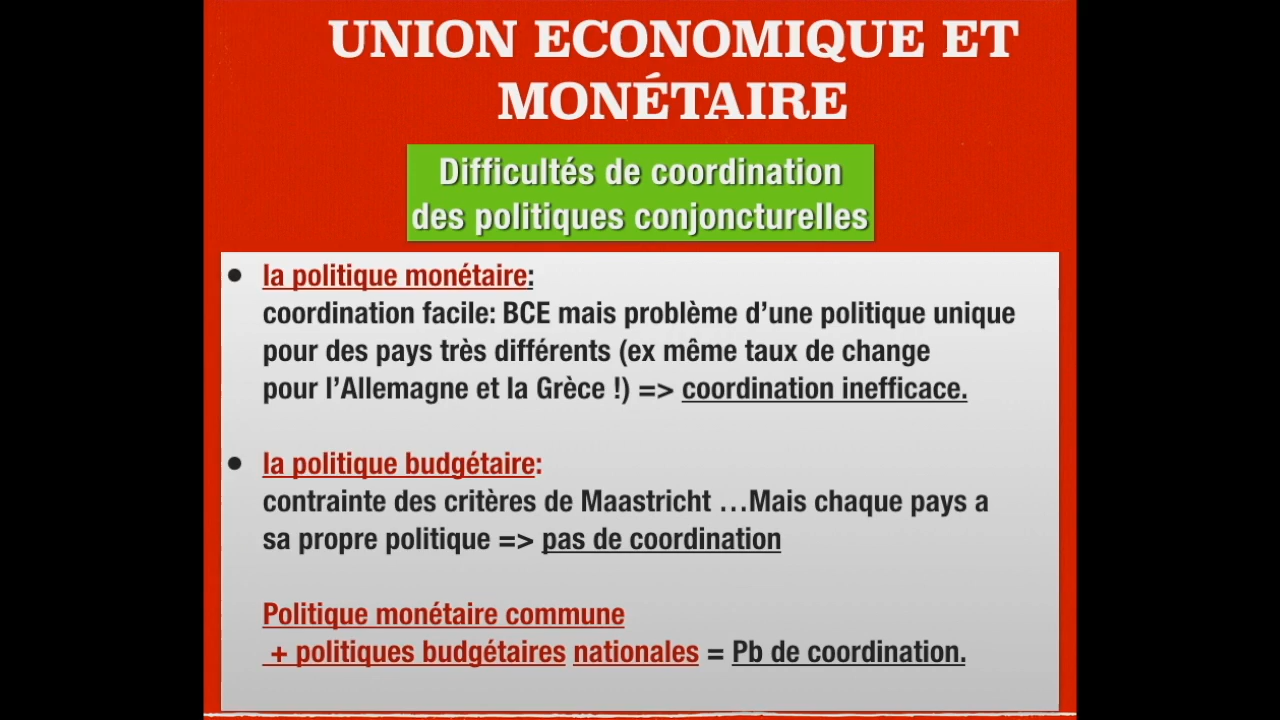 UNION ECONOMIQUE ET
MONÉTAIRE
Difficultés de coordination
des politiques conjoncturelles
• la politique monétaire:
coordination facile: BCE mais problème d’une politique unique
pour des pays très différents (ex même taux de change
pour l’Allemagne et la Grèce !) => coordination inefficace.
• la politique budgétaire:
contrainte des critères de Maastricht …Mais chaque pays a
sa propre politique => pas de coordination
Politique monétaire commune
+ politiques budgétaires nationales = Pb de coordination.